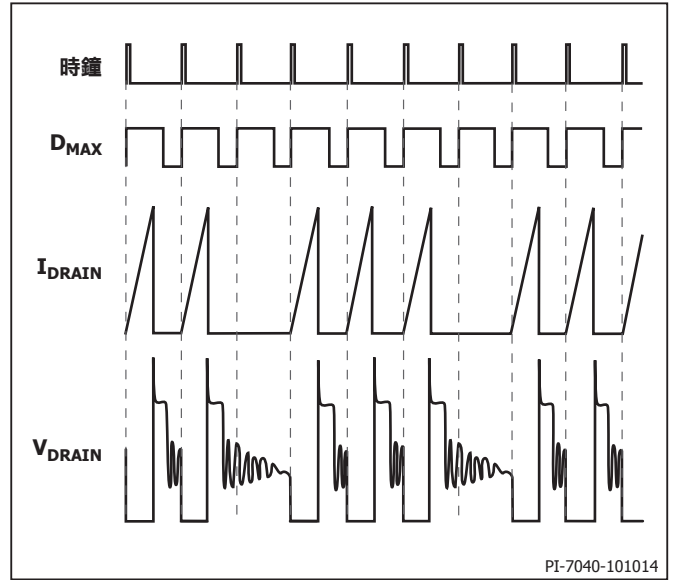 時鐘
DMAX
IDRAIN
VDRAIN
PI-7040-101014